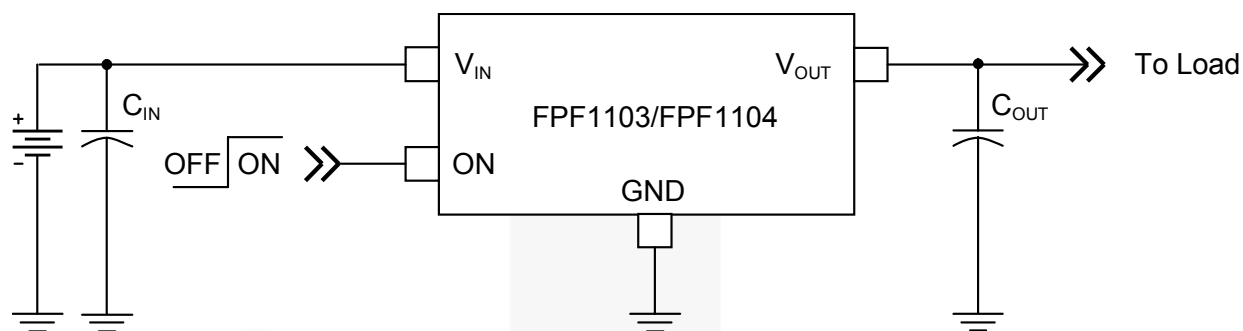 V_IN
V_OUT
To Load
+
C_IN
FPF1103/FPF1104
C_OUT
−
OFF ON
ON
GND